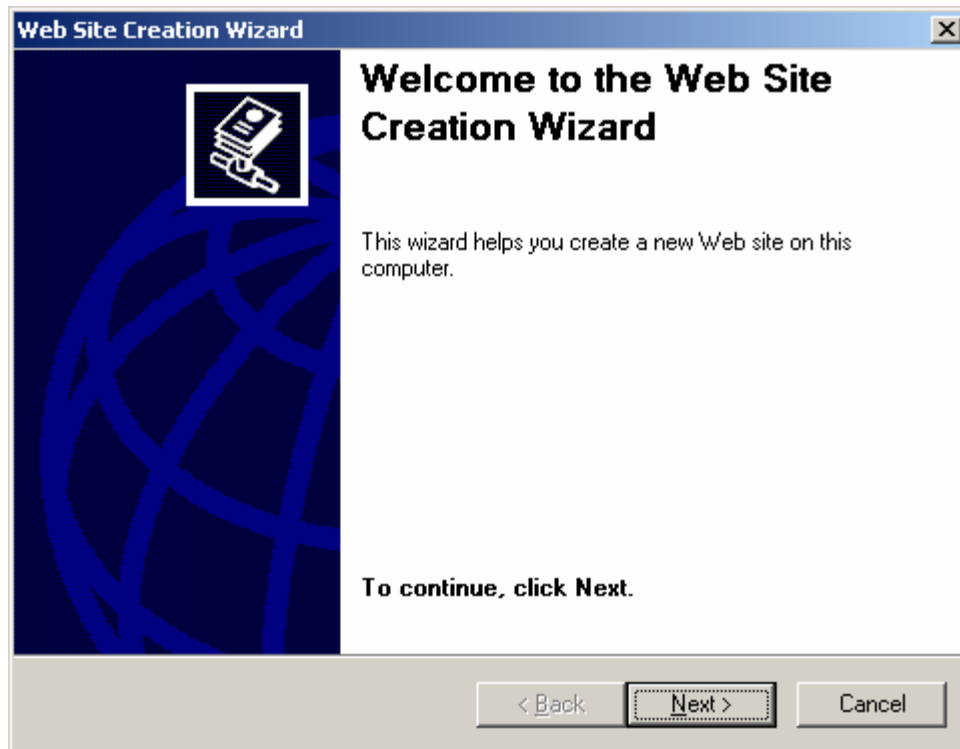 Web Site Creation Wizard
Welcome to the Web Site
Creation Wizard
This wizard helps you create a new Web site on this
computer.
To continue, click Next.
< Back
Next >
Cancel